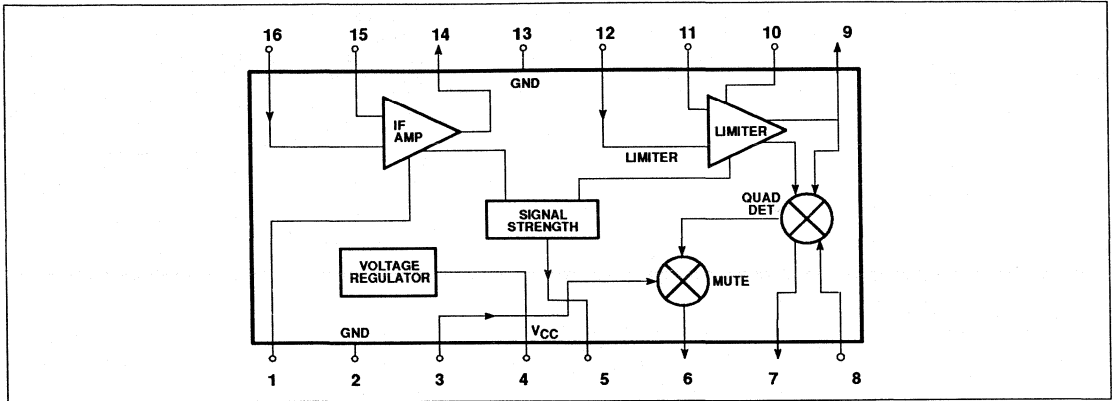 16 15 14 13 12 11 10 9
GND
IF
AMP
LIMITER
LIMITER
QUAD
DET
SIGNAL
STRENGTH
VOLTAGE
REGULATOR
MUTE
GND
VCC
1 2 3 4 5 6 7 8